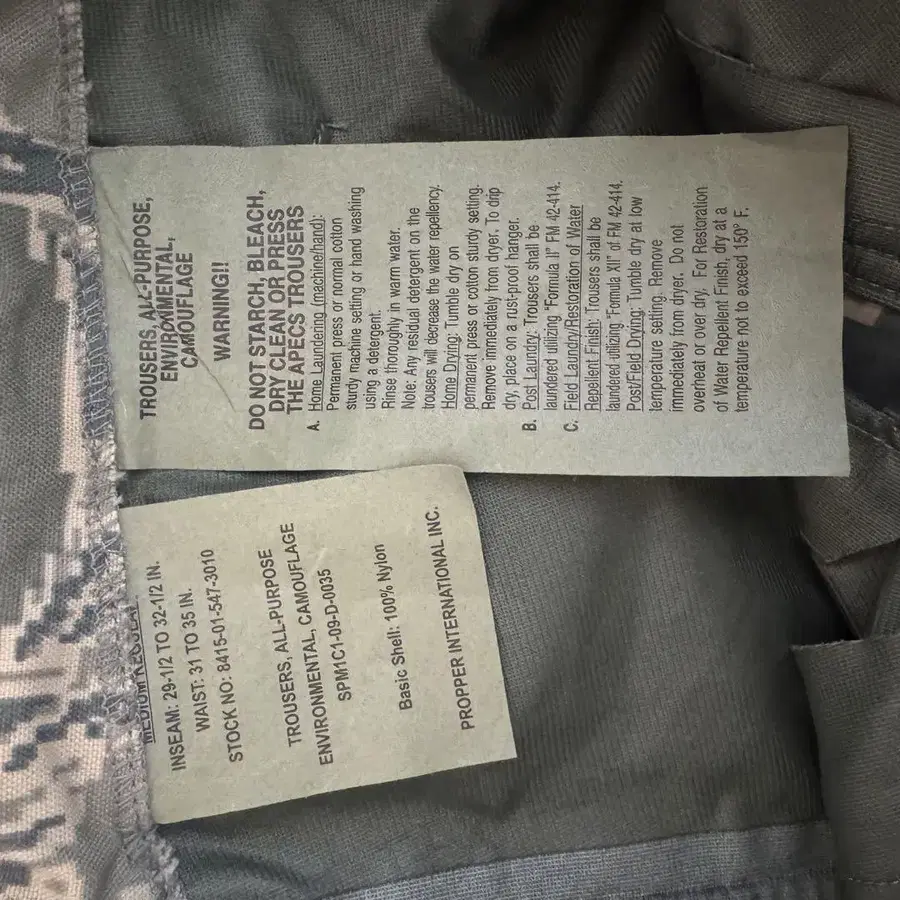 TROUSERS, ALL-PURPOSE,
ENVIRONMENTAL,
CAMOUFLAGE
WARNING!!
DO NOT STARCH, BLEACH,
DRY CLEAN OR PRESS
THE APECS TROUSERS
A. Home Laundering (machine/hand):
Permanent press or normal cotton
sturdy machine setting or hand washing
using a detergent.
Rinse thoroughly in warm water.
Note: Any residual detergent on the
trousers will decrease the water repellency.
Home Drying: Tumble dry on
permanent press or cotton sturdy setting.
Remove immediately from dryer. To drip
dry, place on a rust-proof hanger.
B. Post Laundry: Trousers shall be
laundered utilizing "Formula II" FM 42-414.
C. Field Laundry/Restoration of Water
Repellent Finish: Trousers shall be
laundered utilizing "Formula XII" of FM 42-414.
Post/Field Drying: Tumble dry at low
temperature setting. Remove
immediately from dryer. Do not
overheat or over dry. For Restoration
of Water Repellent Finish, dry at a
temperature not to exceed 150° F.
MEDIUM REGULAR
INSEAM: 29-1/2 TO 32-1/2 IN.
WAIST: 31 TO 35 IN.
STOCK NO: 8415-01-547-3010
TROUSERS, ALL-PURPOSE
ENVIRONMENTAL, CAMOUFLAGE
SPM1C1-09-D-0035
Basic Shell: 100% Nylon
PROPPER INTERNATIONAL INC.